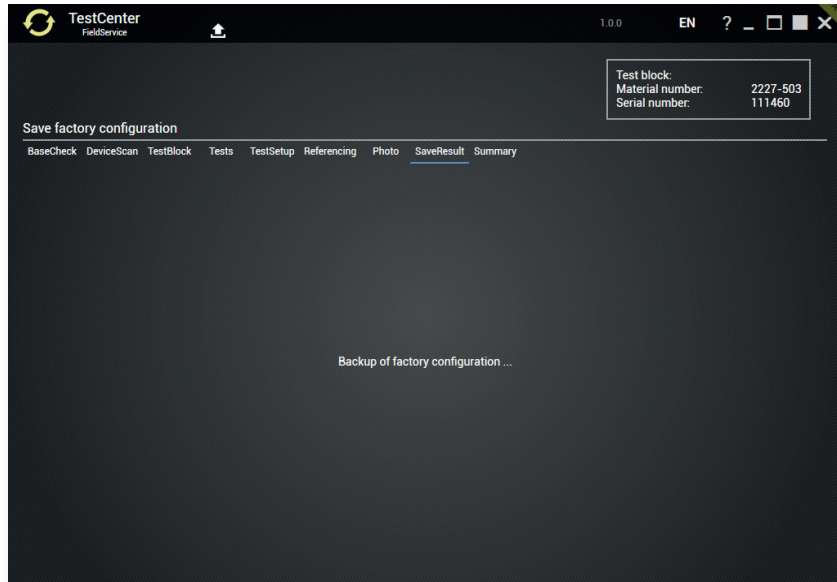 TestCenter
FieldService
1.0.0
EN
?
Test block:
Material number: 2227-503
Serial number: 111460
Save factory configuration
BaseCheck DeviceScan TestBlock Tests TestSetup Referencing Photo SaveResult Summary
Backup of factory configuration ...